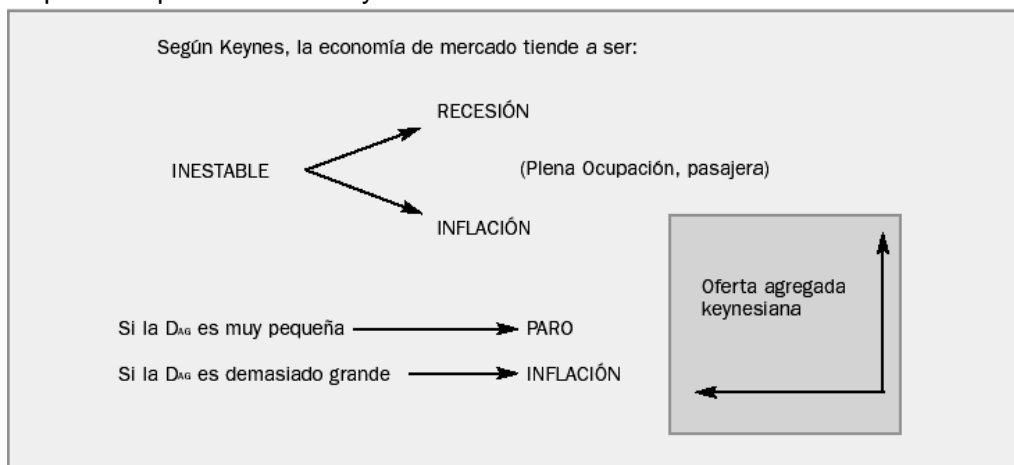 Según Keynes, la economía de mercado tiende a ser:
RECESIÓN
INESTABLE
(Plena Ocupación, pasajera)
INFLACIÓN
Oferta agregada
keynesiana
Si la DAG es muy pequeña
PARO
Si la DAG es demasiado grande
INFLACIÓN